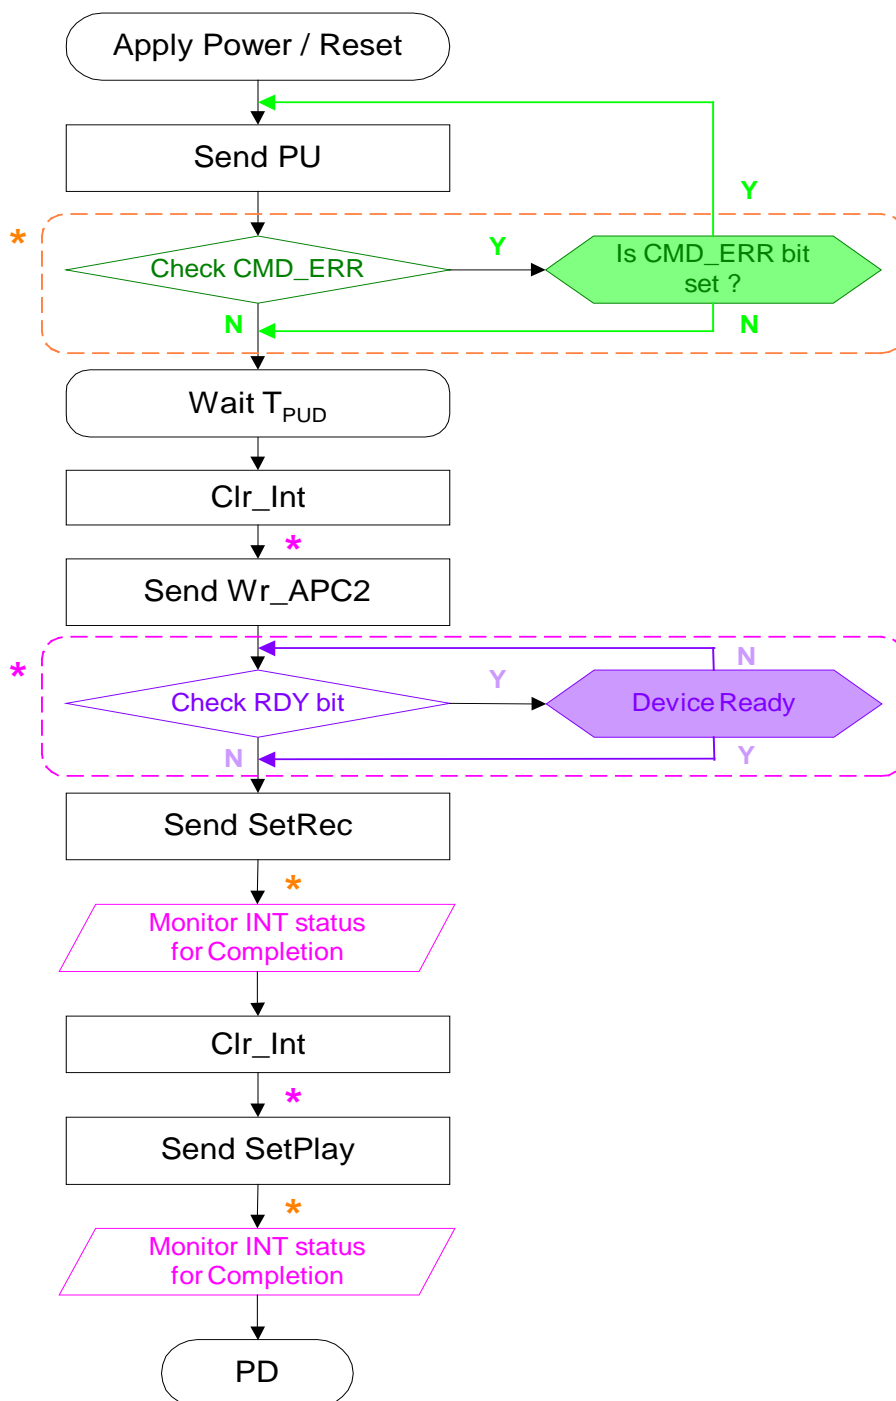 Apply Power / Reset
Send PU
Y
*
Check CMD_ERR
Y
Is CMD_ERR bit
set ?
N
N
Wait TPUD
Clr_Int
*
Send Wr_APC2
*
N
Check RDY bit
Y
Device Ready
N
Y
Send SetRec
*
Monitor INT status
for Completion
Clr_Int
*
Send SetPlay
*
Monitor INT status
for Completion
PD